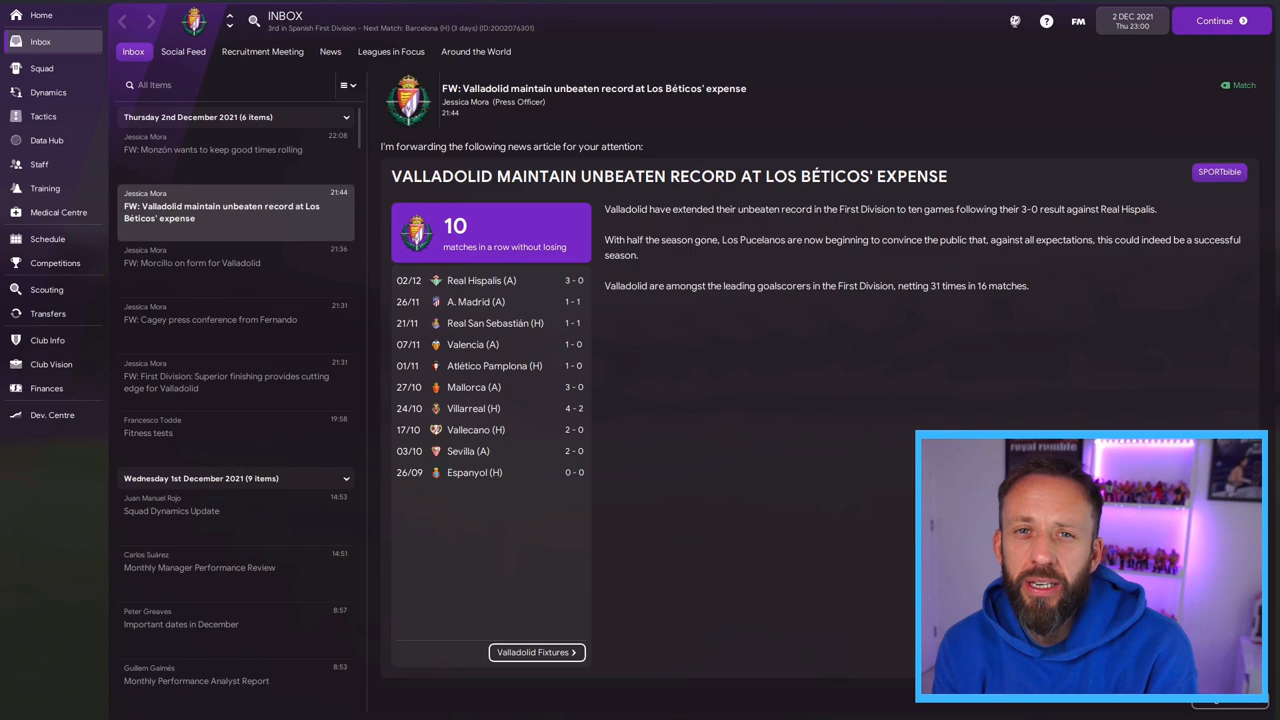 Home
Inbox
Squad
Dynamics
Tactics
Data Hub
Staff
Training
Medical Centre
Schedule
Competitions
Scouting
Transfers
Club Info
Club Vision
Finances
Dev. Centre
INBOX
3rd in Spanish First Division - Next Match: Barcelona (H) (3 days) (ID:2002076301)
?
FM
2 DEC 2021
Thu 23:00
Continue
Inbox
Social Feed
Recruitment Meeting
News
Leagues in Focus
Around the World
All Items
Thursday 2nd December 2021 (6 items)
Jessica Mora 22:08
FW: Monzón wants to keep good times rolling
Jessica Mora 21:44
FW: Valladolid maintain unbeaten record at Los
Béticos' expense
Jessica Mora 21:36
FW: Morcillo on form for Valladolid
Jessica Mora 21:31
FW: Cagey press conference from Fernando
Jessica Mora 21:31
FW: First Division: Superior finishing provides cutting
edge for Valladolid
Francesco Todde 19:58
Fitness tests
Wednesday 1st December 2021 (9 items)
Juan Manuel Rojo 14:53
Squad Dynamics Update
Carlos Suárez 14:51
Monthly Manager Performance Review
Peter Greaves 8:57
Important dates in December
Guillem Galmés 8:53
Monthly Performance Analyst Report
FW: Valladolid maintain unbeaten record at Los Béticos' expense
Jessica Mora (Press Officer)
21:44
Match
I'm forwarding the following news article for your attention:
VALLADOLID MAINTAIN UNBEATEN RECORD AT LOS BÉTICOS' EXPENSE
SPORTbible
10
matches in a row without losing
02/12 Real Hispalis (A) 3 - 0
26/11 A. Madrid (A) 1 - 1
21/11 Real San Sebastián (H) 1 - 1
07/11 Valencia (A) 1 - 0
01/11 Atlético Pamplona (H) 1 - 0
27/10 Mallorca (A) 3 - 0
24/10 Villarreal (H) 4 - 2
17/10 Vallecano (H) 2 - 0
03/10 Sevilla (A) 2 - 0
26/09 Espanyol (H) 0 - 0
Valladolid Fixtures
Valladolid have extended their unbeaten record in the First Division to ten games following their 3-0 result against Real Hispalis.
With half the season gone, Los Pucelanos are now beginning to convince the public that, against all expectations, this could indeed be a successful
season.
Valladolid are amongst the leading goalscorers in the First Division, netting 31 times in 16 matches.
royal rumble